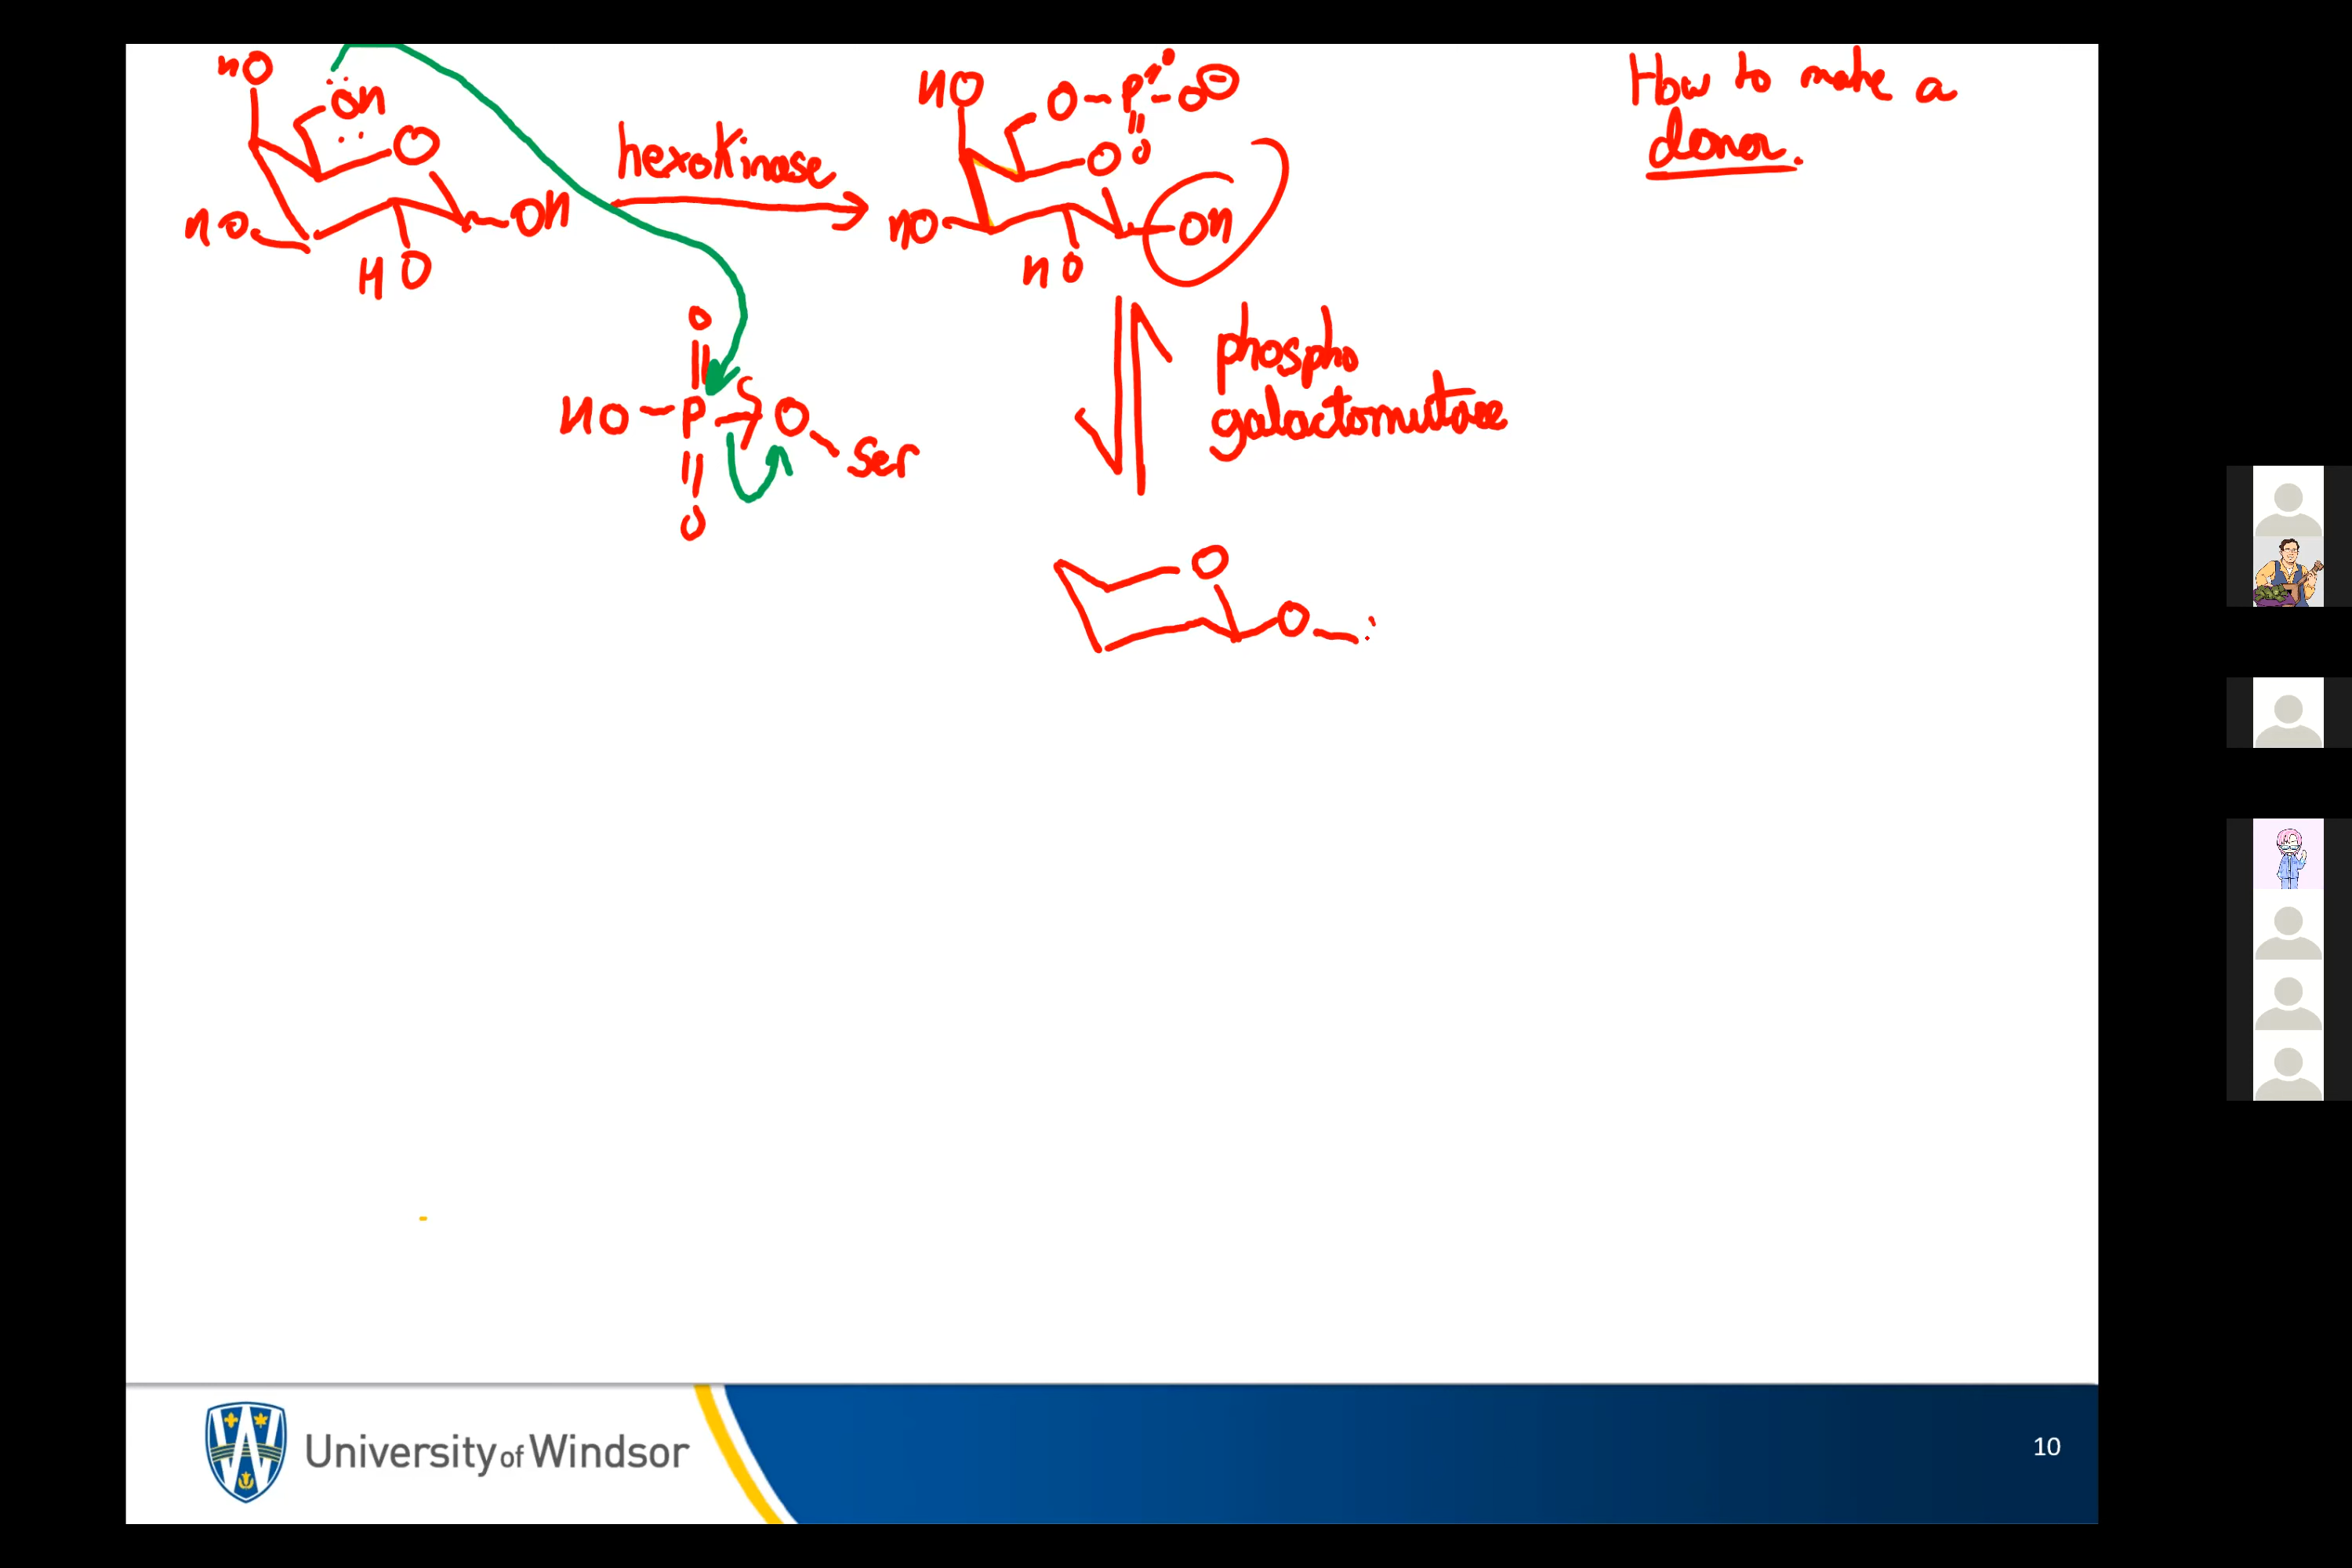 HO
OH
O
HO
OH
HO
hexokinase
HO
O-P-O⊖
O
O
O
HO
OH
HO
How to make a
donor.
O
HO-P-O
Ser
O
phospho
galactomutase
O
O
University of Windsor
10